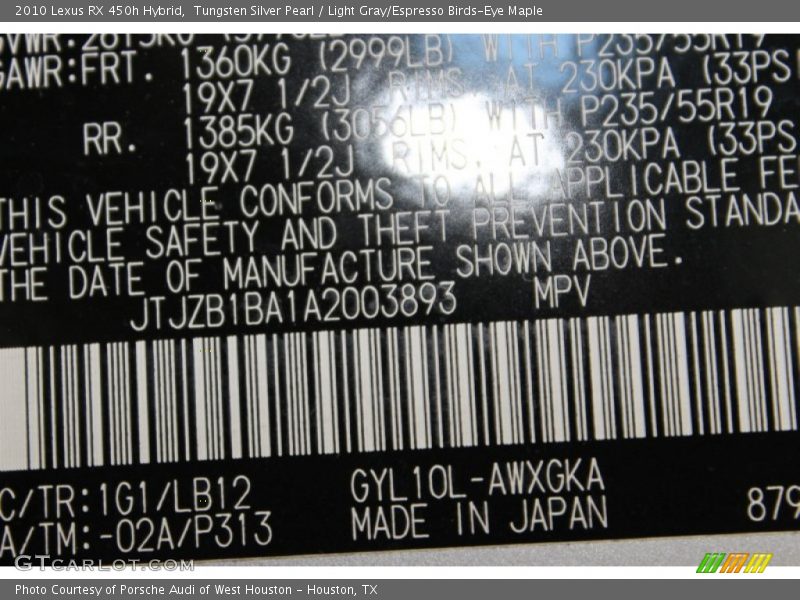 2010 Lexus RX 450h Hybrid, Tungsten Silver Pearl / Light Gray/Espresso Birds-Eye Maple
GAWR:FRT. 1360KG (2999LB) WITH P235/55R19
19X7 1/2J RIMS, AT 230KPA (33PSI
RR. 1385KG (3056LB) WITH P235/55R19
19X7 1/2J RIMS, AT 230KPA (33PS
THIS VEHICLE CONFORMS TO ALL APPLICABLE FE
VEHICLE SAFETY AND THEFT PREVENTION STANDA
THE DATE OF MANUFACTURE SHOWN ABOVE.
JTJZB1BA1A2003893 MPV
C/TR:1G1/LB12 GYL10L-AWXGKA
A/TM:-02A/P313 MADE IN JAPAN 879
GTcarlot.com
Photo Courtesy of Porsche Audi of West Houston - Houston, TX